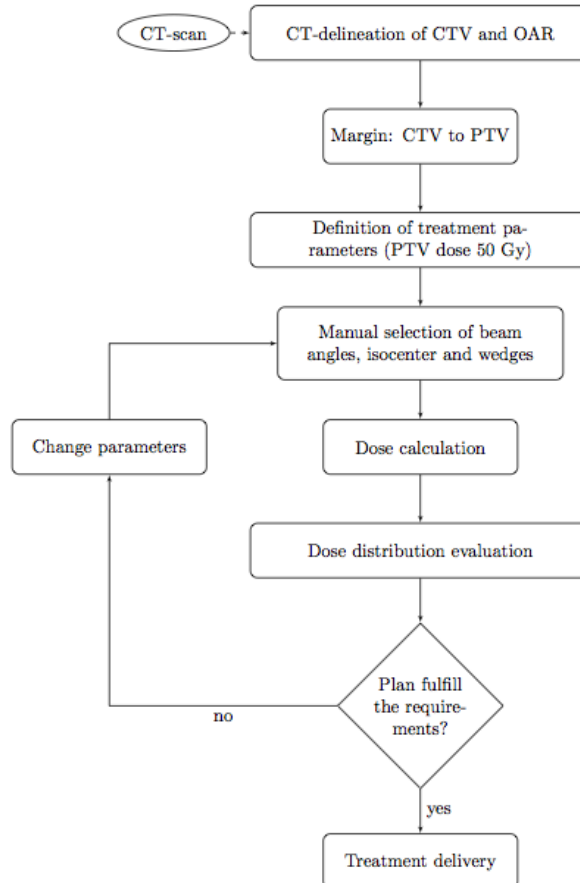 CT-scan
CT-delineation of CTV and OAR
Margin: CTV to PTV
Definition of treatment pa-
rameters (PTV dose 50 Gy)
Manual selection of beam
angles, isocenter and wedges
Change parameters
Dose calculation
Dose distribution evaluation
Plan fulfill
the require-
ments?
no
yes
Treatment delivery